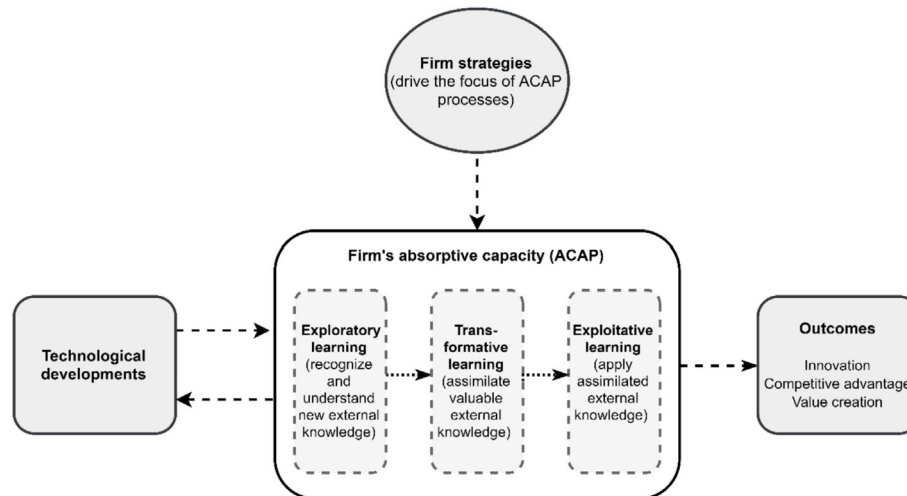 Firm strategies
(drive the focus of ACAP
processes)
Firm's absorptive capacity (ACAP)
Technological
developments
Exploratory
learning
(recognize
and
understand
new external
knowledge)
Trans-
formative
learning
(assimilate
valuable
external
knowledge)
Exploitative
learning
(apply
assimilated
external
knowledge)
Outcomes
Innovation
Competitive advantage
Value creation